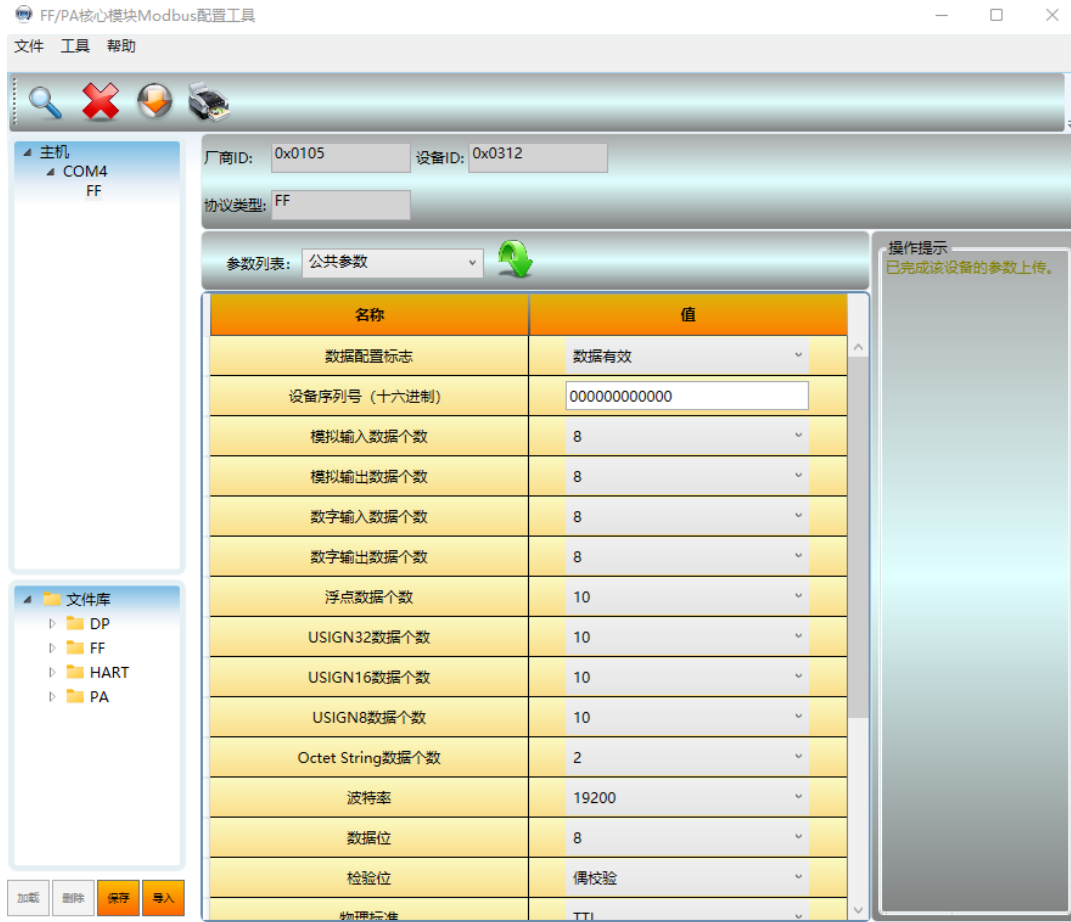 FF/PA核心模块Modbus配置工具
文件 工具 帮助
主机
COM4
FF
厂商ID: 0x0105 设备ID: 0x0312
协议类型: FF
参数列表: 公共参数
操作提示
已完成该设备的参数上传。
名称 值
数据配置标志 数据有效
设备序列号（十六进制） 000000000000
模拟输入数据个数 8
模拟输出数据个数 8
数字输入数据个数 8
数字输出数据个数 8
浮点数据个数 10
USIGN32数据个数 10
USIGN16数据个数 10
USIGN8数据个数 10
Octet String数据个数 2
波特率 19200
数据位 8
检验位 偶校验
物理标准 TTL
文件库
DP
FF
HART
PA
加载 删除 保存 导入